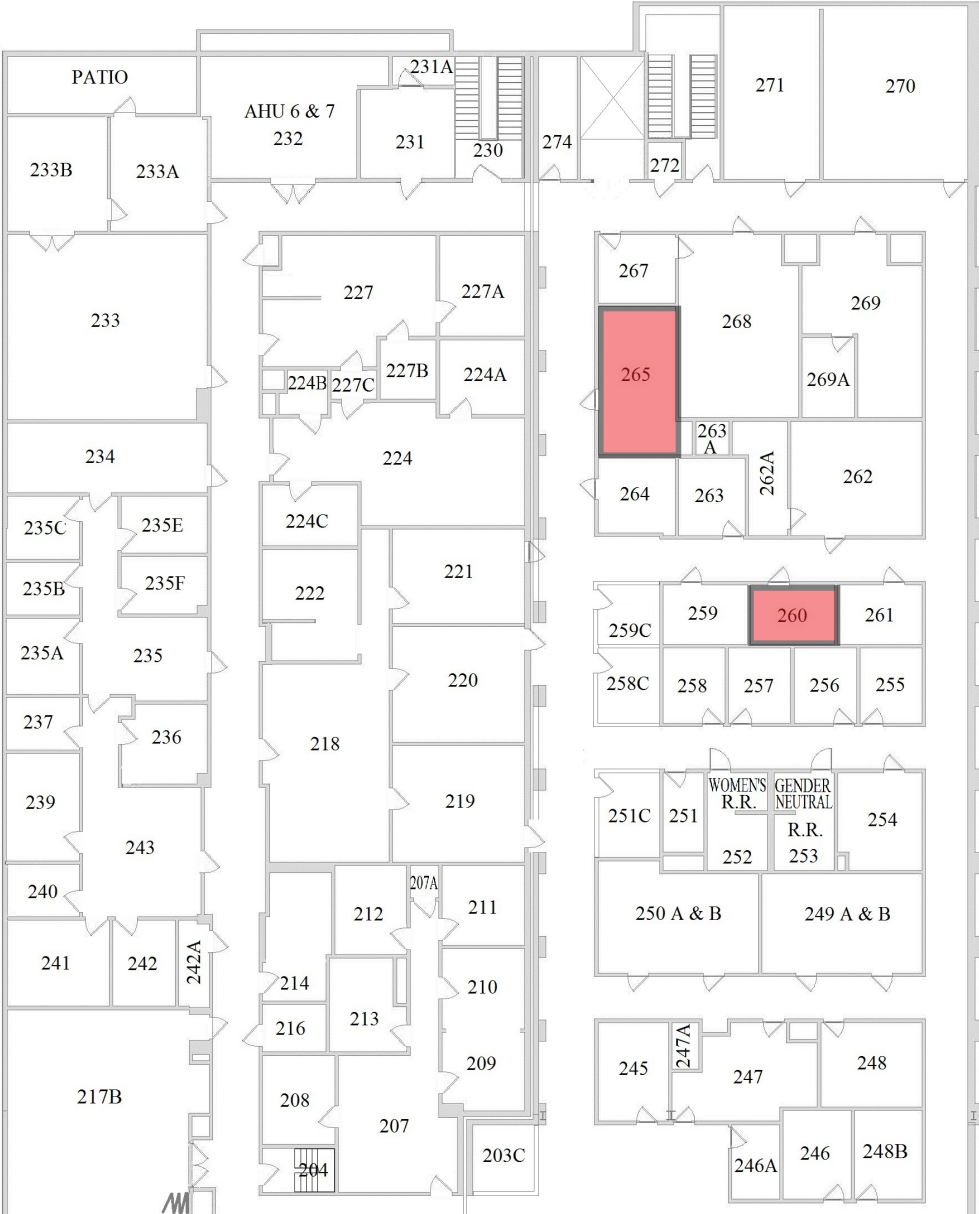 PATIO
AHU 6 & 7
232
231A
231
230
274
272
271
270
233B
233A
233
227
227A
227B
227C
224B
224A
267
268
269
269A
265
234
224
263
A
262A
262
264
263
235C
235E
224C
235B
235F
222
221
235A
235
220
259C
259
260
261
258C
258
257
256
255
237
236
218
239
219
243
251C
251
WOMEN'S
R.R.
252
GENDER
NEUTRAL
R.R.
253
254
240
212
207A
211
250 A & B
249 A & B
241
242
242A
214
213
210
216
209
245
247A
247
248
217B
208
207
204
203C
246A
246
248B